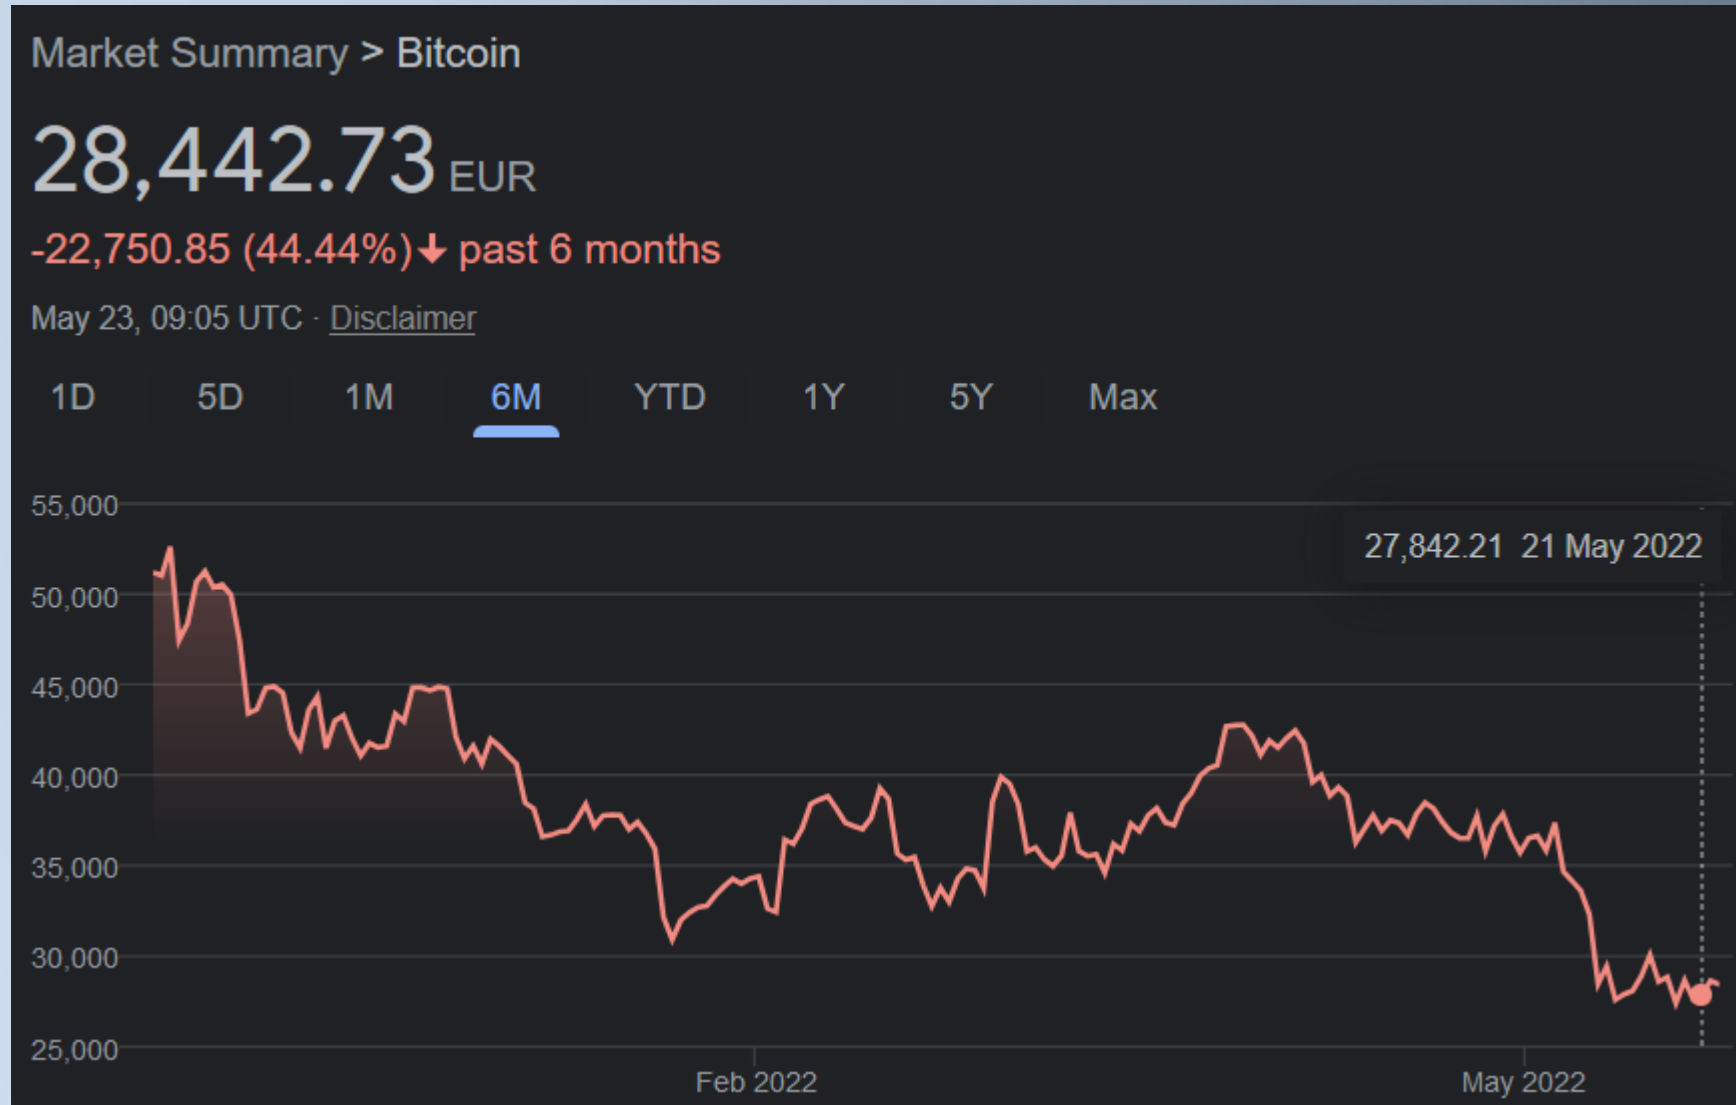 Market Summary > Bitcoin
28,442.73 EUR
-22,750.85 (44.44%)↓ past 6 months
May 23, 09:05 UTC · Disclaimer
1D 5D 1M 6M YTD 1Y 5Y Max
55,000
27,842.21 21 May 2022
50,000
45,000
40,000
35,000
30,000
25,000
Feb 2022 May 2022